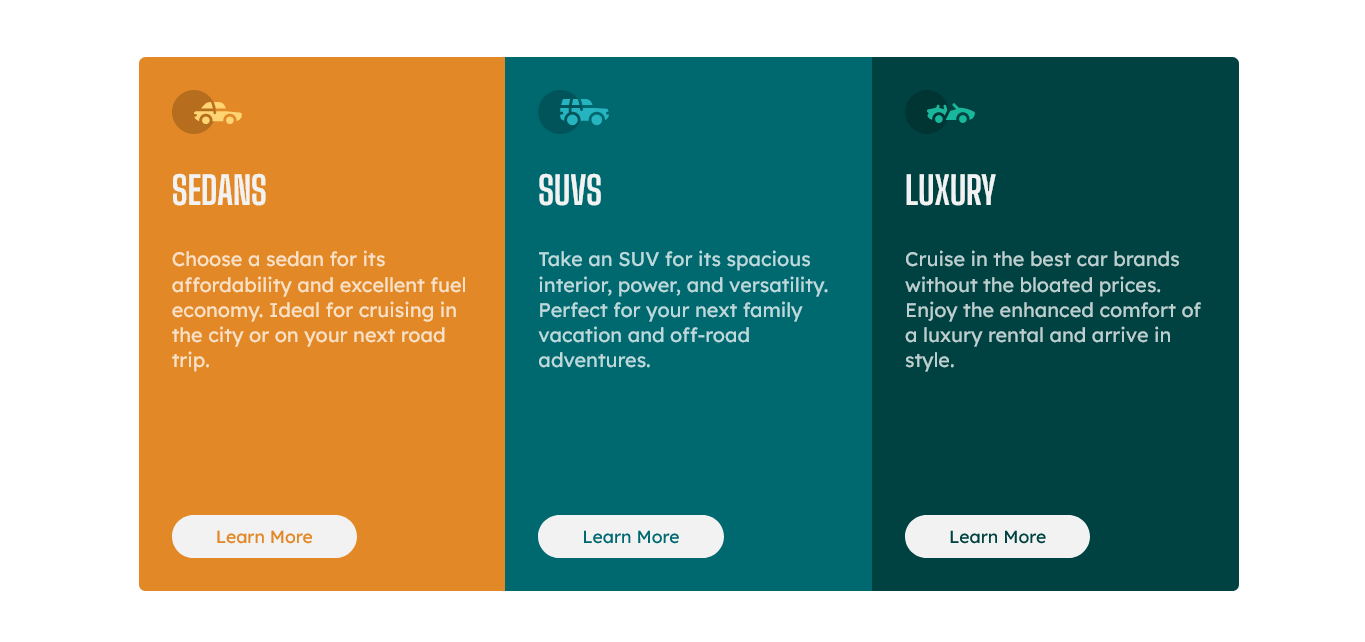 SEDANS
Choose a sedan for its
affordability and excellent fuel
economy. Ideal for cruising in
the city or on your next road
trip.
Learn More
SUVS
Take an SUV for its spacious
interior, power, and versatility.
Perfect for your next family
vacation and off-road
adventures.
Learn More
LUXURY
Cruise in the best car brands
without the bloated prices.
Enjoy the enhanced comfort of
a luxury rental and arrive in
style.
Learn More